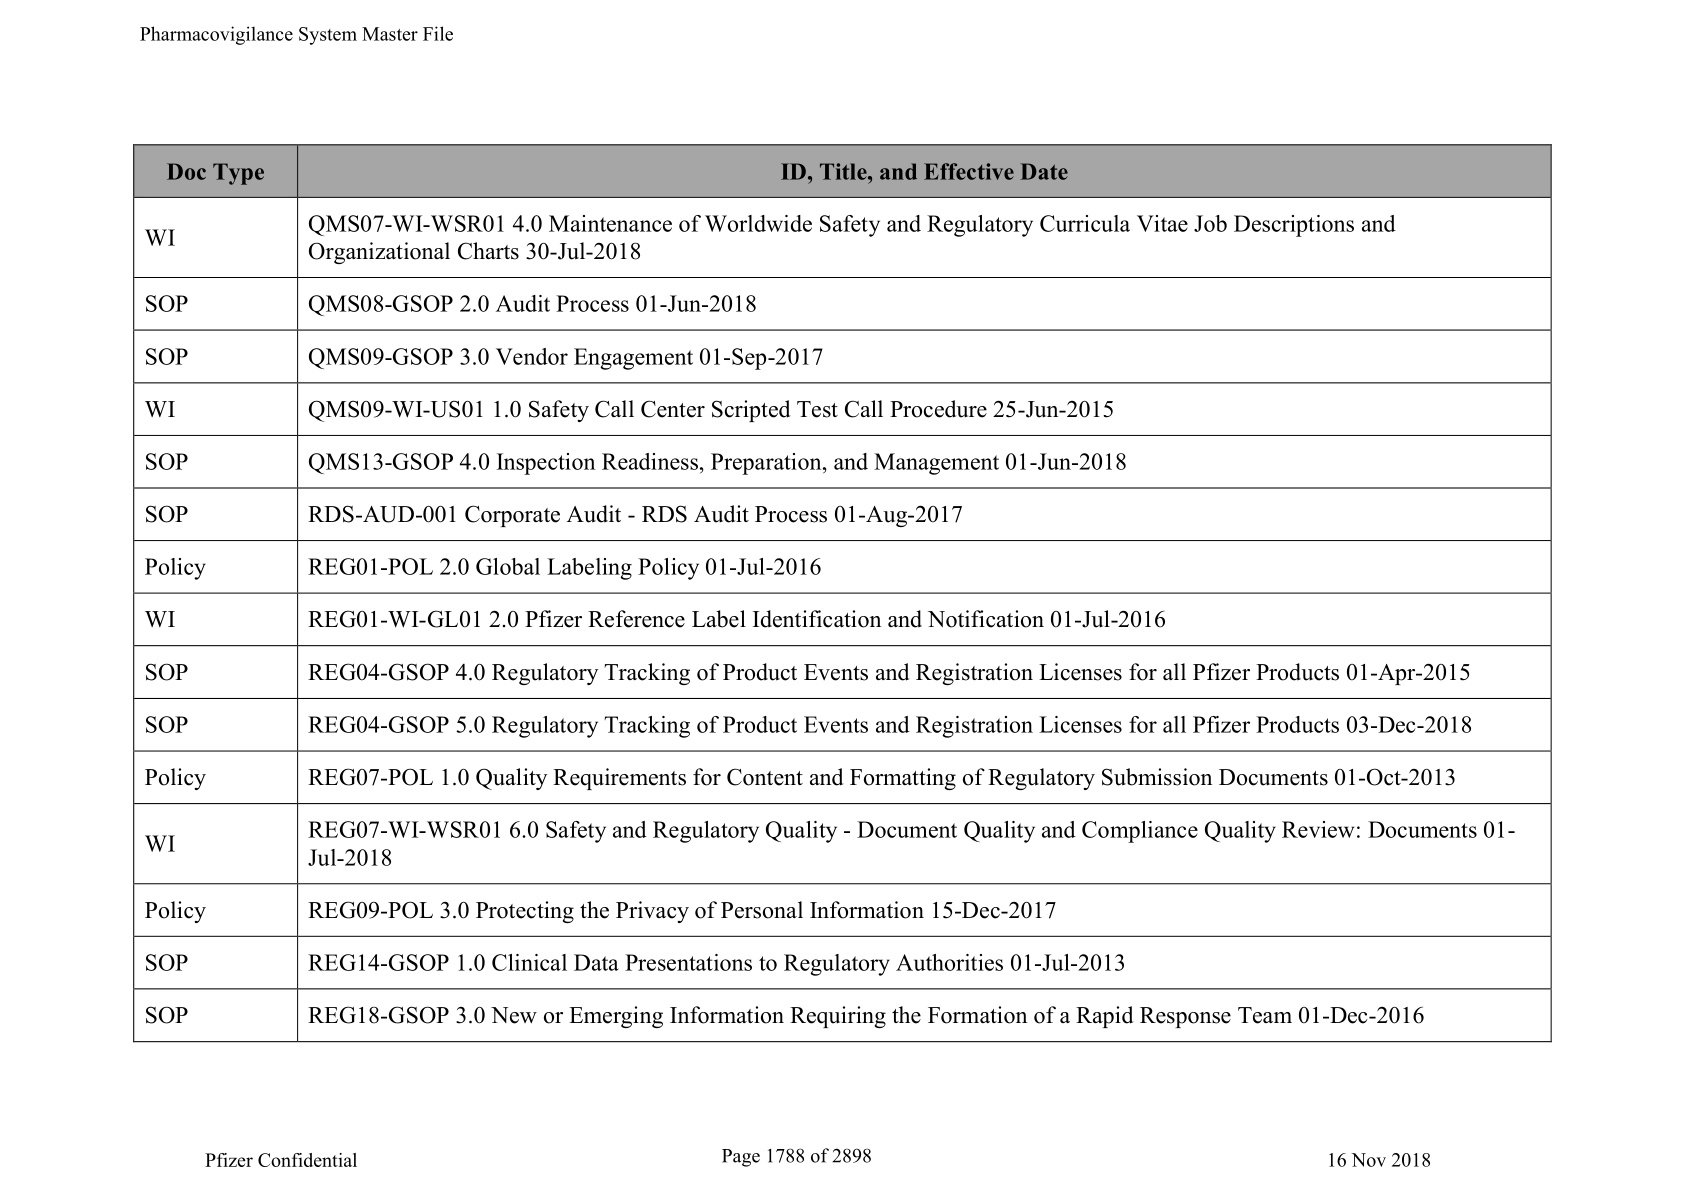 Pharmacovigilance System Master File
Doc Type
ID, Title, and Effective Date
WI
QMS07-WI-WSR01 4.0 Maintenance of Worldwide Safety and Regulatory Curricula Vitae Job Descriptions and
Organizational Charts 30-Jul-2018
SOP
QMS08-GSOP 2.0 Audit Process 01-Jun-2018
SOP
QMS09-GSOP 3.0 Vendor Engagement 01-Sep-2017
WI
QMS09-WI-US01 1.0 Safety Call Center Scripted Test Call Procedure 25-Jun-2015
SOP
QMS13-GSOP 4.0 Inspection Readiness, Preparation, and Management 01-Jun-2018
SOP
RDS-AUD-001 Corporate Audit - RDS Audit Process 01-Aug-2017
Policy
REG01-POL 2.0 Global Labeling Policy 01-Jul-2016
WI
REG01-WI-GL01 2.0 Pfizer Reference Label Identification and Notification 01-Jul-2016
SOP
REG04-GSOP 4.0 Regulatory Tracking of Product Events and Registration Licenses for all Pfizer Products 01-Apr-2015
SOP
REG04-GSOP 5.0 Regulatory Tracking of Product Events and Registration Licenses for all Pfizer Products 03-Dec-2018
Policy
REG07-POL 1.0 Quality Requirements for Content and Formatting of Regulatory Submission Documents 01-Oct-2013
WI
REG07-WI-WSR01 6.0 Safety and Regulatory Quality - Document Quality and Compliance Quality Review: Documents 01-
Jul-2018
Policy
REG09-POL 3.0 Protecting the Privacy of Personal Information 15-Dec-2017
SOP
REG14-GSOP 1.0 Clinical Data Presentations to Regulatory Authorities 01-Jul-2013
SOP
REG18-GSOP 3.0 New or Emerging Information Requiring the Formation of a Rapid Response Team 01-Dec-2016
Pfizer Confidential
Page 1788 of 2898
16 Nov 2018